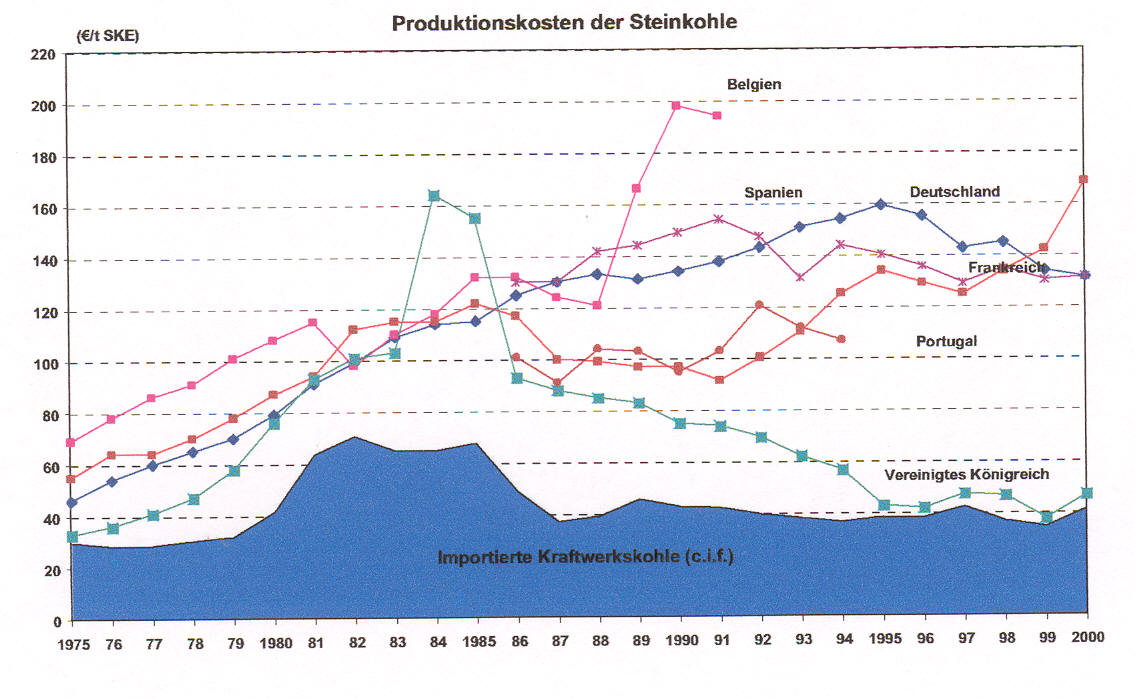 Produktionskosten der Steinkohle
(€/t SKE)
220
200
180
160
140
120
100
80
60
40
20
0
Belgien
Spanien
Deutschland
Frankreich
Portugal
Vereinigtes Königreich
Importierte Kraftwerkskohle (c.i.f.)
1975 76 77 78 79 1980 81 82 83 84 1985 86 87 88 89 1990 91 92 93 94 1995 96 97 98 99 2000